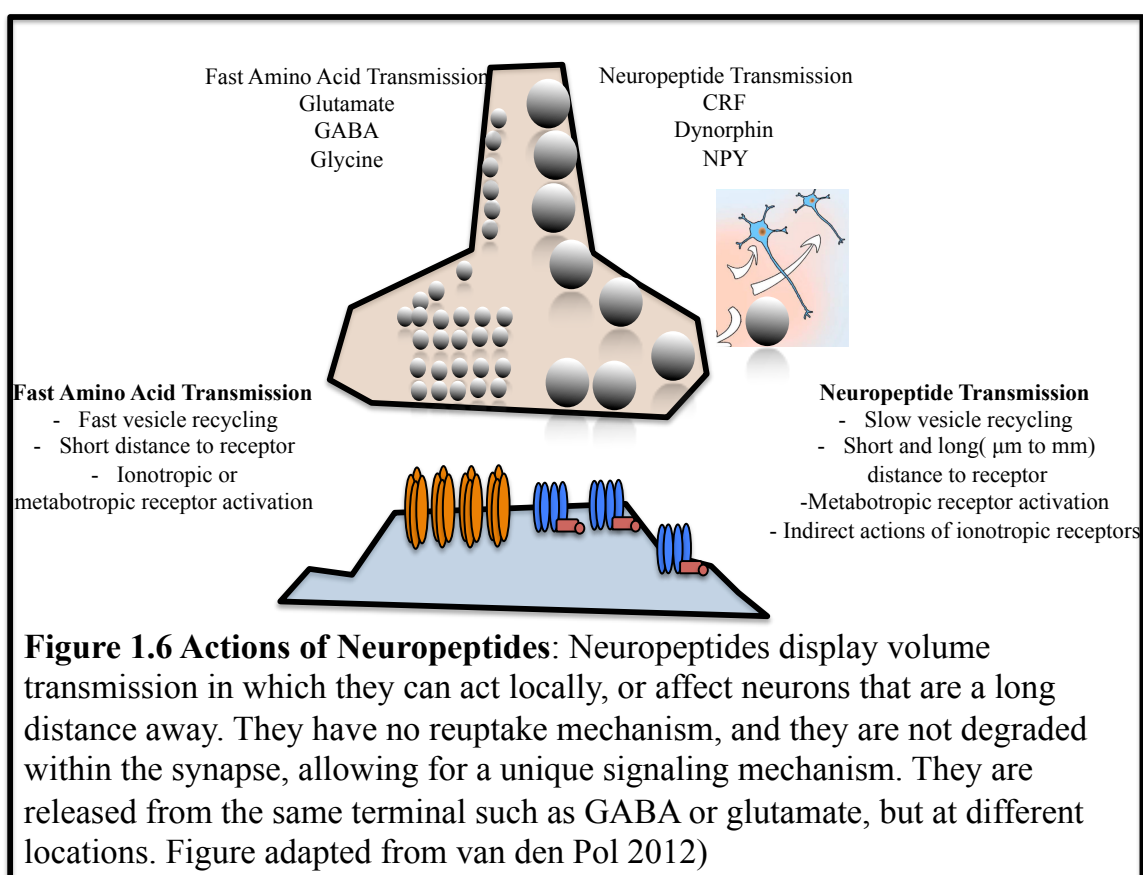 Fast Amino Acid Transmission
Glutamate
GABA
Glycine
Neuropeptide Transmission
CRF
Dynorphin
NPY
Fast Amino Acid Transmission
- Fast vesicle recycling
- Short distance to receptor
- Ionotropic or
metabotropic receptor activation
Neuropeptide Transmission
- Slow vesicle recycling
- Short and long( μm to mm)
distance to receptor
-Metabotropic receptor activation
- Indirect actions of ionotropic receptors
Figure 1.6 Actions of Neuropeptides: Neuropeptides display volume
transmission in which they can act locally, or affect neurons that are a long
distance away. They have no reuptake mechanism, and they are not degraded
within the synapse, allowing for a unique signaling mechanism. They are
released from the same terminal such as GABA or glutamate, but at different
locations. Figure adapted from van den Pol 2012)